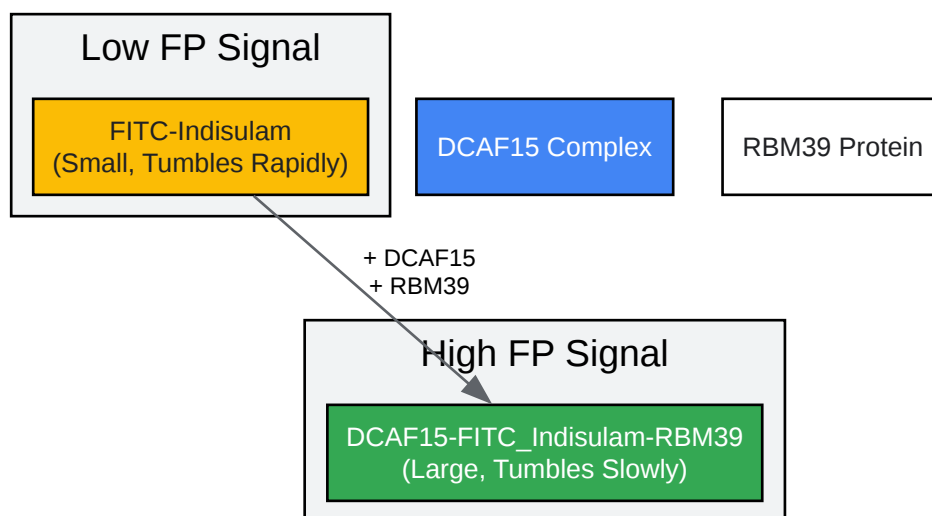 Low FP Signal
FITC-Indisulam
(Small, Tumbles Rapidly)
DCAF15 Complex
RBM39 Protein
+ DCAF15
+ RBM39
High FP Signal
DCAF15-FITC_Indisulam-RBM39
(Large, Tumbles Slowly)